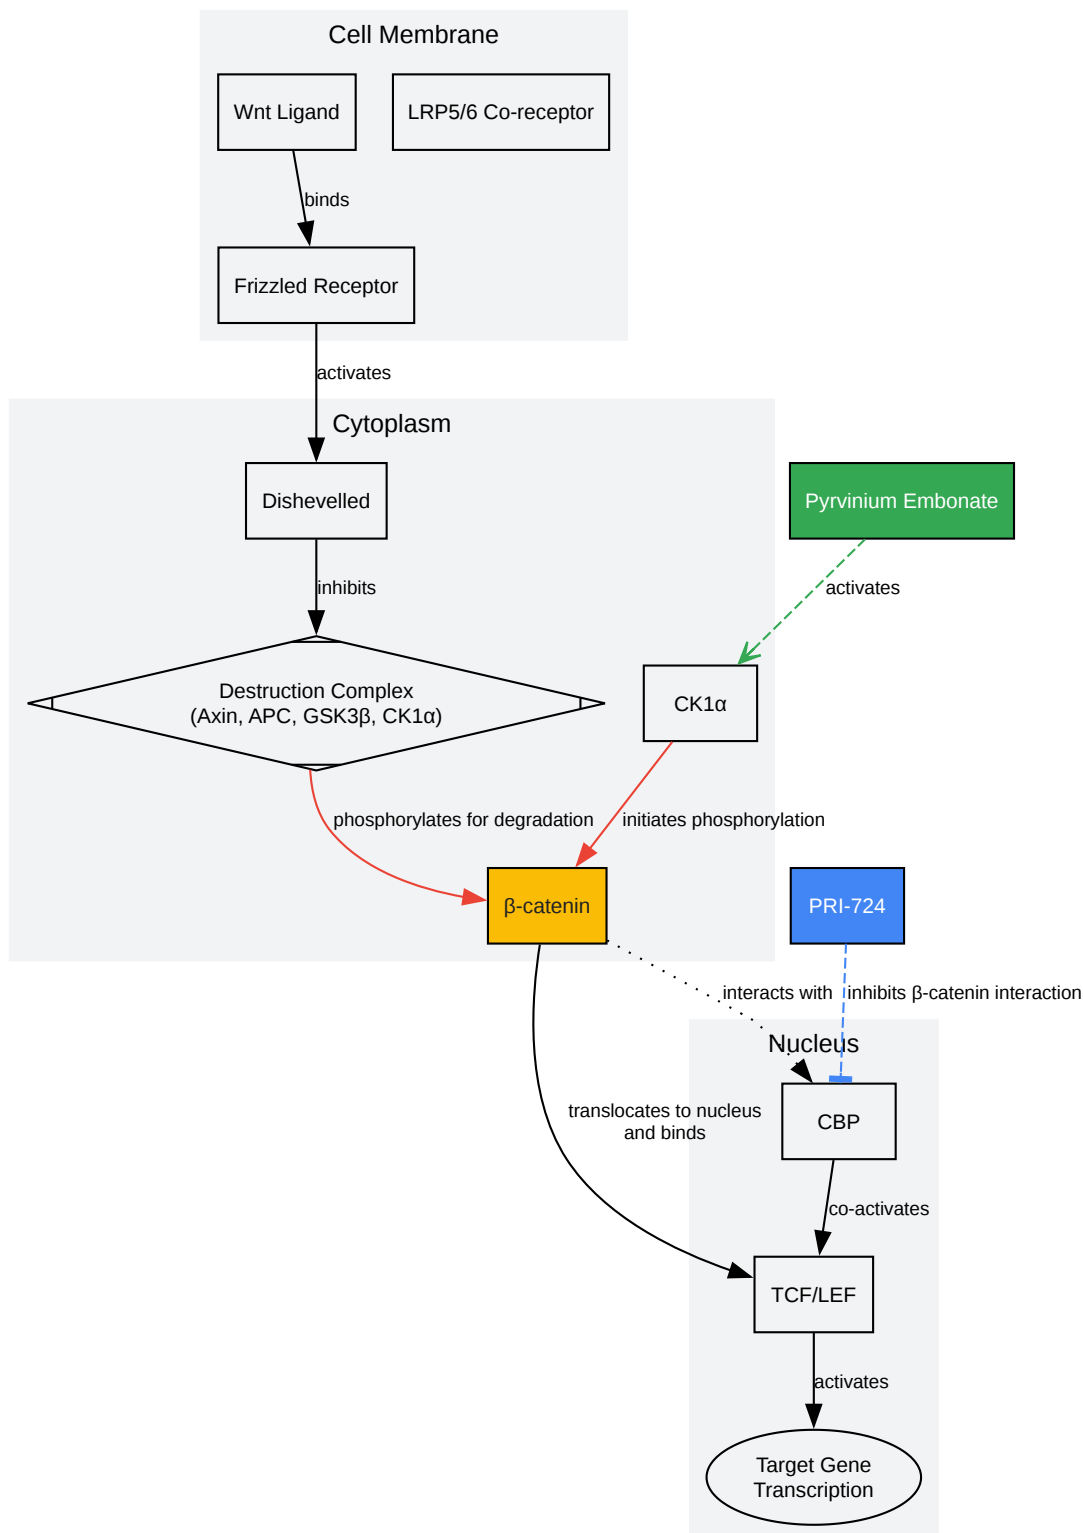 Cell Membrane
Wnt Ligand
LRP5/6 Co-receptor
binds
Frizzled Receptor
activates
Cytoplasm
Dishevelled
Pyrvinium Embonate
inhibits
activates
Destruction Complex
(Axin, APC, GSK3β, CK1α)
CK1α
phosphorylates for degradation
initiates phosphorylation
β-catenin
PRI-724
interacts with
inhibits β-catenin interaction
Nucleus
translocates to nucleus
and binds
CBP
co-activates
TCF/LEF
activates
Target Gene
Transcription